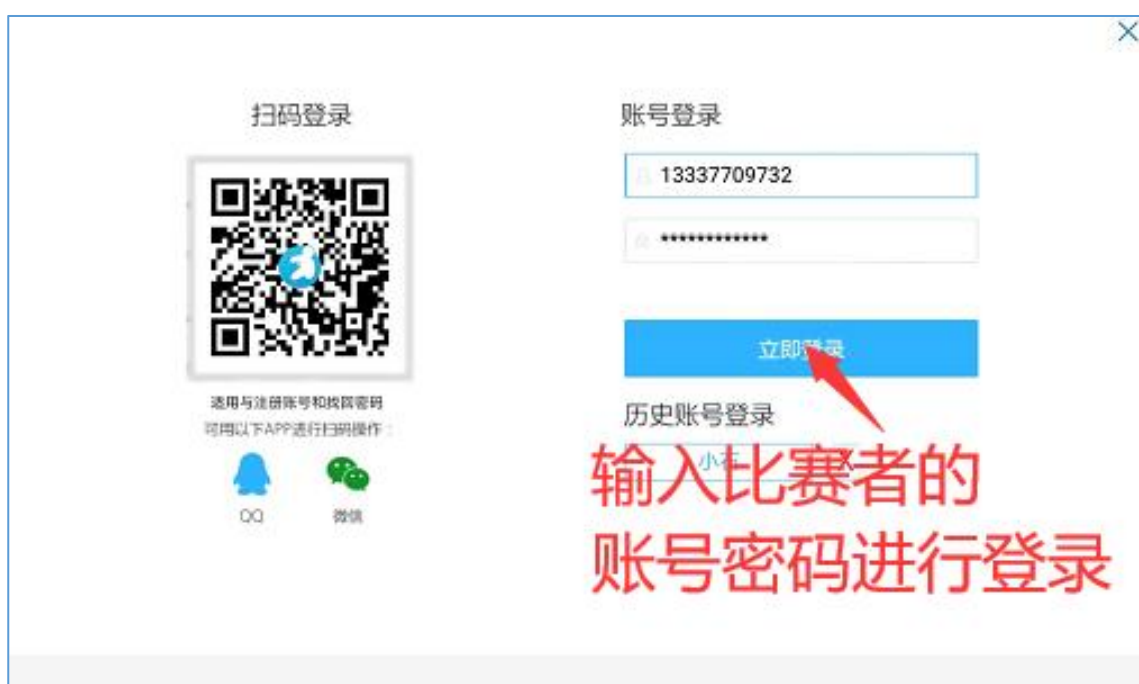 扫码登录
适用与注册账号和找回密码
可用以下APP进行扫码操作：
QQ
微信
账号登录
13337709732
************
立即登录
历史账号登录
小石
X
输入比赛者的
账号密码进行登录